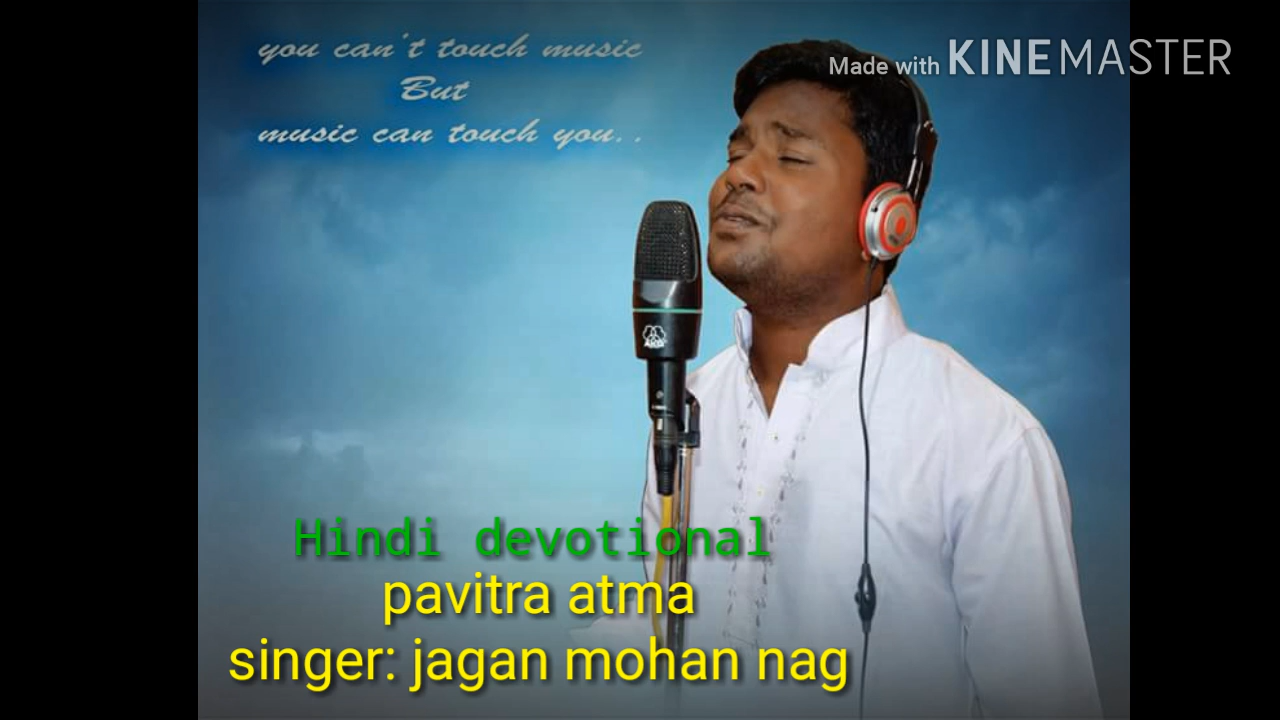 you can't touch music
But
music can touch you..
Made with KINEMASTER
AKG
Hindi devotional
pavitra atma
singer: jagan mohan nag